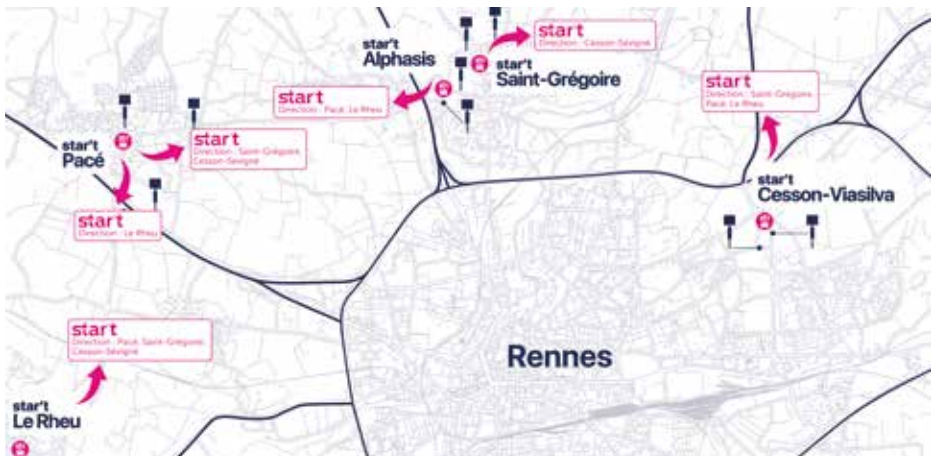 start
Direction : Cesson-Sévigné
star't
Alphasis
star't
Saint-Grégoire
start
Direction : Pacé, Le Rheu
start
Direction : Saint-Grégoire,
Pacé, Le Rheu
star't
Pacé
start
Direction : Saint-Grégoire,
Cesson-Sévigné
start
Direction : Le Rheu
star't
Cesson-Viasilva
start
Direction : Pacé, Saint-Grégoire,
Cesson-Sévigné
Rennes
star't
Le Rheu